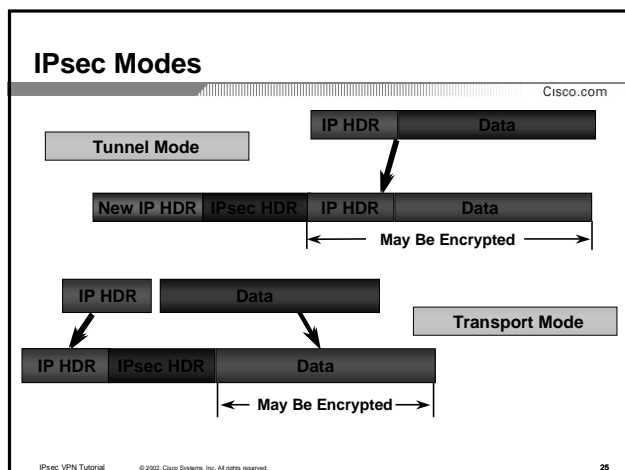 IPsec Modes
Cisco.com
IP HDR Data
Tunnel Mode
New IP HDR IPsec HDR IP HDR Data
May Be Encrypted
IP HDR Data
Transport Mode
IP HDR IPsec HDR Data
May Be Encrypted
IPsec VPN Tutorial © 2002, Cisco Systems, Inc. All rights reserved. 25